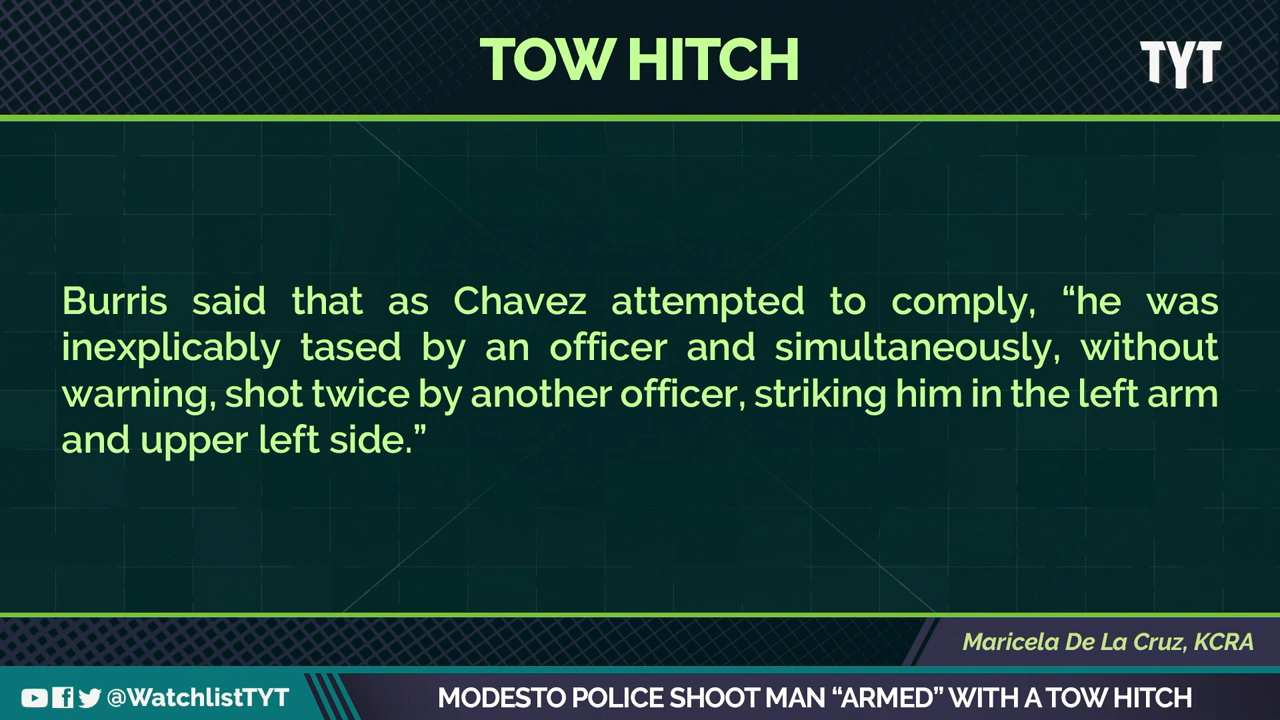 TOW HITCH
TYT
Burris said that as Chavez attempted to comply, “he was
inexplicably tased by an officer and simultaneously, without
warning, shot twice by another officer, striking him in the left arm
and upper left side.”
Maricela De La Cruz, KCRA
@WatchlistTYT
MODESTO POLICE SHOOT MAN “ARMED” WITH A TOW HITCH